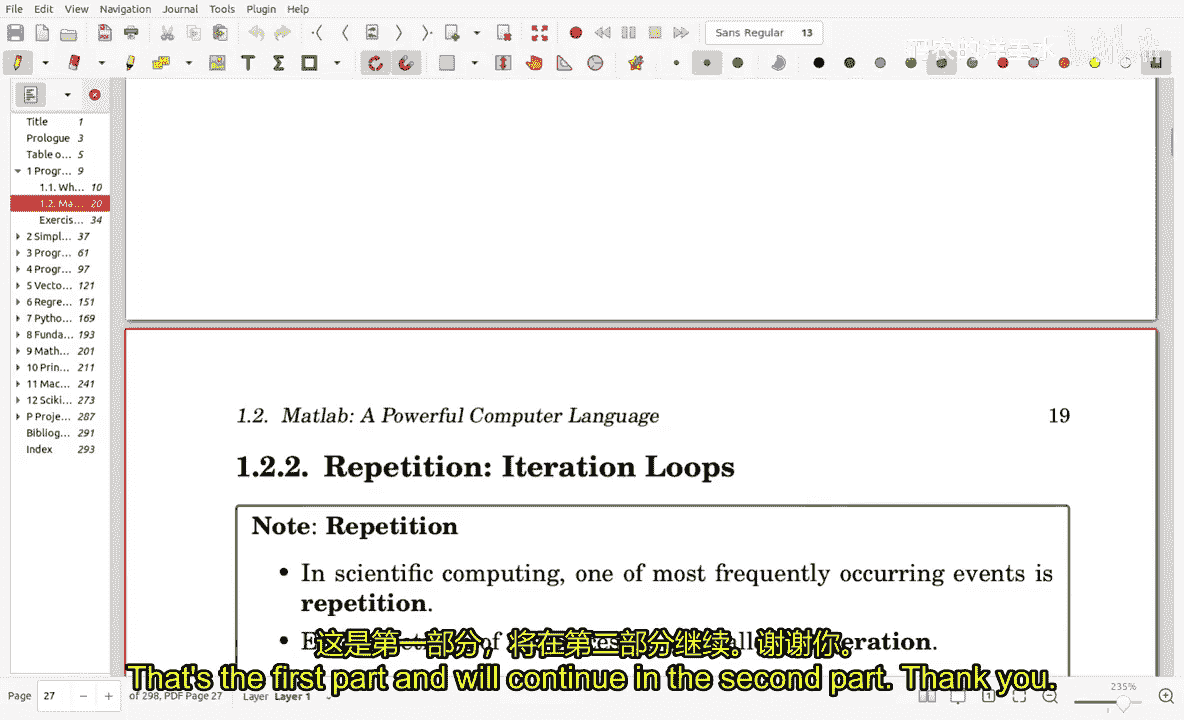 File Edit View Navigation Journal Tools Plugin Help
Sans Regular 13
Title 1
Prologue 3
Table o... 5
1 Progr... 9
1.1. Wh... 10
1.2. Ma... 20
Exercis... 34
2 Simpl... 37
3 Progr... 61
4 Progr... 97
5 Vecto... 121
6 Regre... 151
7 Pytho... 169
8 Funda... 193
9 Math... 201
10 Prin... 211
11 Mac... 241
12 Sciki... 273
P Proje... 287
Bibliog... 291
Index 293
1.2. Matlab: A Powerful Computer Language 19
1.2.2. Repetition: Iteration Loops
Note: Repetition
• In scientific computing, one of most frequently occurring events is
repetition.
这是第一部分，将在第二部分继续。谢谢你。
That's the first part and will continue in the second part. Thank you.
Page 27 of 298, PDF Page 27 Layer Layer 1 235%